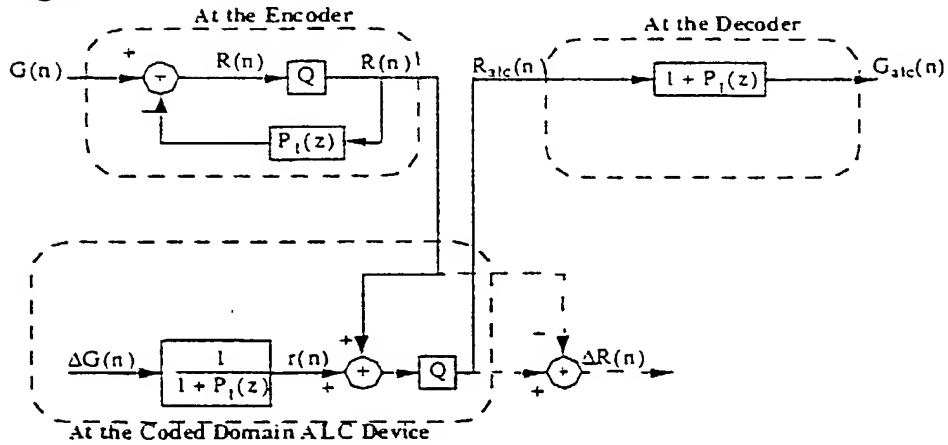 At the Encoder
At the Decoder
+
G(n)
R(n)
Q
R(n)
P₁(z)
R_alc(n)
1 + P₁(z)
G_alc(n)
+
-
ΔG(n)
1
1 + P₁(z)
r(n)
+
+
Q
+
+
ΔR(n)
At the Coded Domain ALC Device